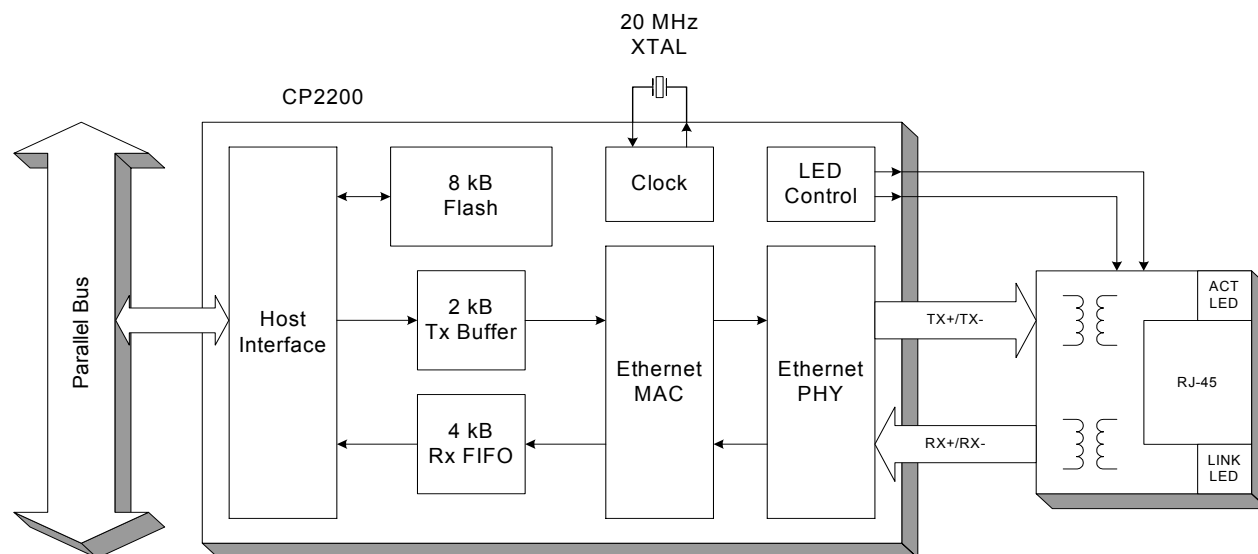 20 MHz
XTAL
CP2200
Parallel Bus
Host
Interface
8 kB
Flash
Clock
LED
Control
2 kB
Tx Buffer
4 kB
Rx FIFO
Ethernet
MAC
Ethernet
PHY
TX+/TX-
RX+/RX-
ACT
LED
RJ-45
LINK
LED